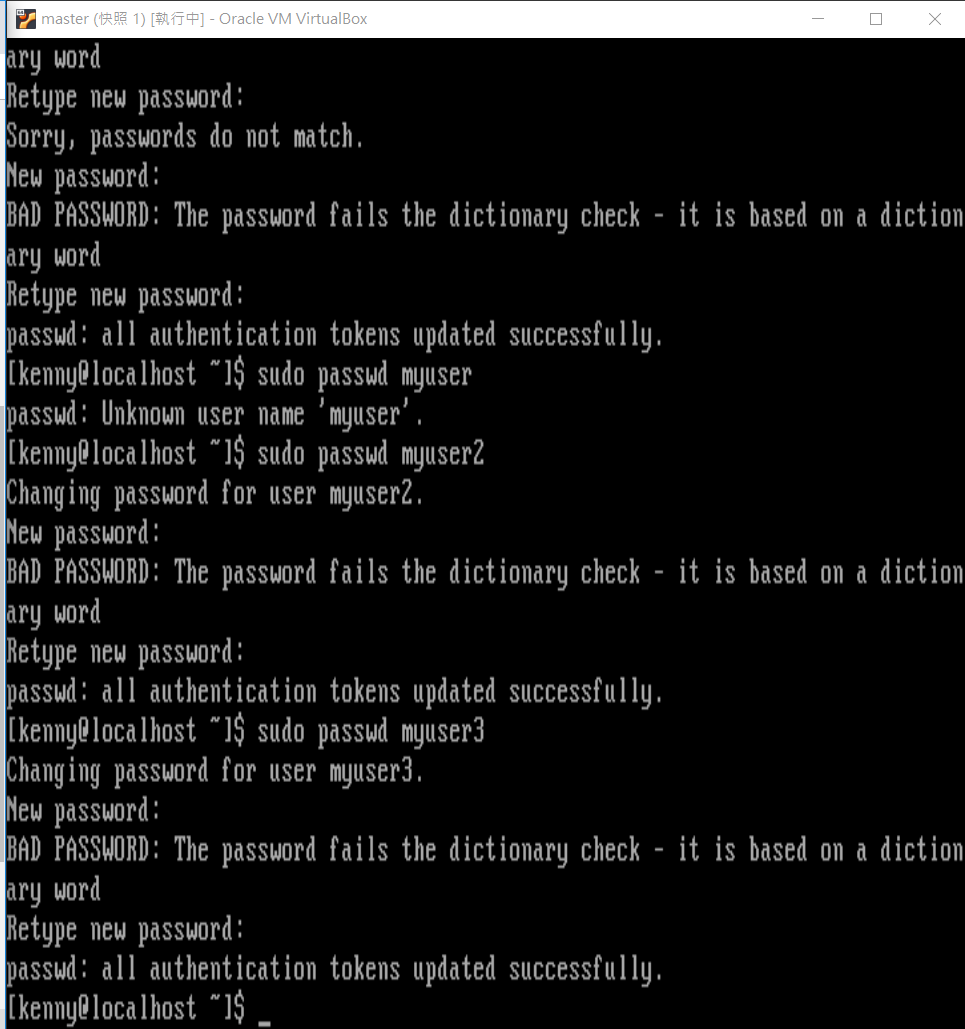 master (快照 1) [執行中] - Oracle VM VirtualBox
ary word
Retype new password:
Sorry, passwords do not match.
New password:
BAD PASSWORD: The password fails the dictionary check - it is based on a diction
ary word
Retype new password:
passwd: all authentication tokens updated successfully.
[kenny@localhost ~]$ sudo passwd myuser
passwd: Unknown user name 'myuser'.
[kenny@localhost ~]$ sudo passwd myuser2
Changing password for user myuser2.
New password:
BAD PASSWORD: The password fails the dictionary check - it is based on a diction
ary word
Retype new password:
passwd: all authentication tokens updated successfully.
[kenny@localhost ~]$ sudo passwd myuser3
Changing password for user myuser3.
New password:
BAD PASSWORD: The password fails the dictionary check - it is based on a diction
ary word
Retype new password:
passwd: all authentication tokens updated successfully.
[kenny@localhost ~]$ _